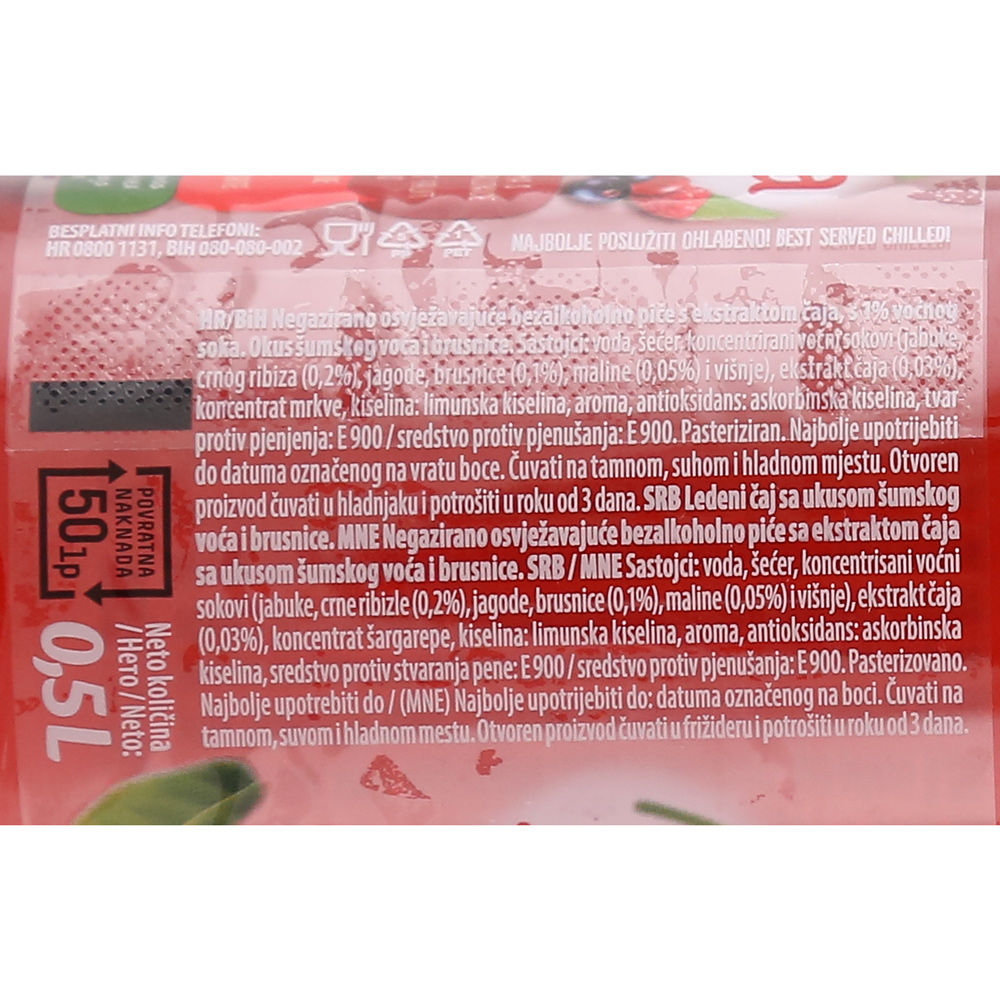 BESPLATNI INFO TELEFONI:
HR 0800 1131, BIH 080-080-002
PET
NAJBOLJE POSLUŽITI OHLAĐENO! BEST SERVED CHILLED!
HR/BiH Negazirano osvježavajuće bezalkoholno piće s ekstraktom čaja, s 1% voćnog
soka. Okus šumskog voća i brusnice. Sastojci: voda, šećer, koncentrirani voćni sokovi (jabuke,
crnog ribiza (0,2%), jagode, brusnice (0,1%), maline (0,05%) i višnje), ekstrakt čaja (0,03%),
koncentrat mrkve, kiselina: limunska kiselina, aroma, antioksidans: askorbinska kiselina, tvar
protiv pjenjenja: E 900 / sredstvo protiv pjenušanja: E 900. Pasteriziran. Najbolje upotrijebiti
do datuma označenog na vratu boce. Čuvati na tamnom, suhom i hladnom mjestu. Otvoren
proizvod čuvati u hladnjaku i potrošiti u roku od 3 dana. SRB Ledeni čaj sa ukusom šumskog
voća i brusnice. MNE Negazirano osvježavajuće bezalkoholno piće sa ekstraktom čaja
sa ukusom šumskog voća i brusnice. SRB / MNE Sastojci: voda, šećer, koncentrisani voćni
sokovi (jabuke, crne ribizle (0,2%), jagode, brusnice (0,1%), maline (0,05%) i višnje), ekstrakt čaja
(0,03%), koncentrat šargarepe, kiselina: limunska kiselina, aroma, antioksidans: askorbinska
kiselina, sredstvo protiv stvaranja pene: E 900 / sredstvo protiv pjenušanja: E 900. Pasterizovano.
Najbolje upotrebiti do / (MNE) Najbolje upotrijebiti do: datuma označenog na boci. Čuvati na
tamnom, suvom i hladnom mestu. Otvoren proizvod čuvati u frižideru i potrošiti u roku od 3 dana.
POVRATNA
NAKNADA
50 lp
Neto količina
/ Нето / Neto:
0,5L